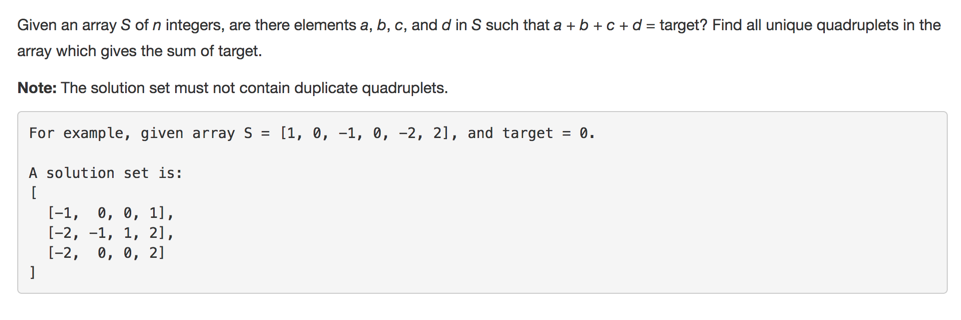 Given an array S of n integers, are there elements a, b, c, and d in S such that a + b + c + d = target? Find all unique quadruplets in the
array which gives the sum of target.
Note: The solution set must not contain duplicate quadruplets.
For example, given array S = [1, 0, -1, 0, -2, 2], and target = 0.
A solution set is:
[
  [-1,  0, 0, 1],
  [-2, -1, 1, 2],
  [-2,  0, 0, 2]
]